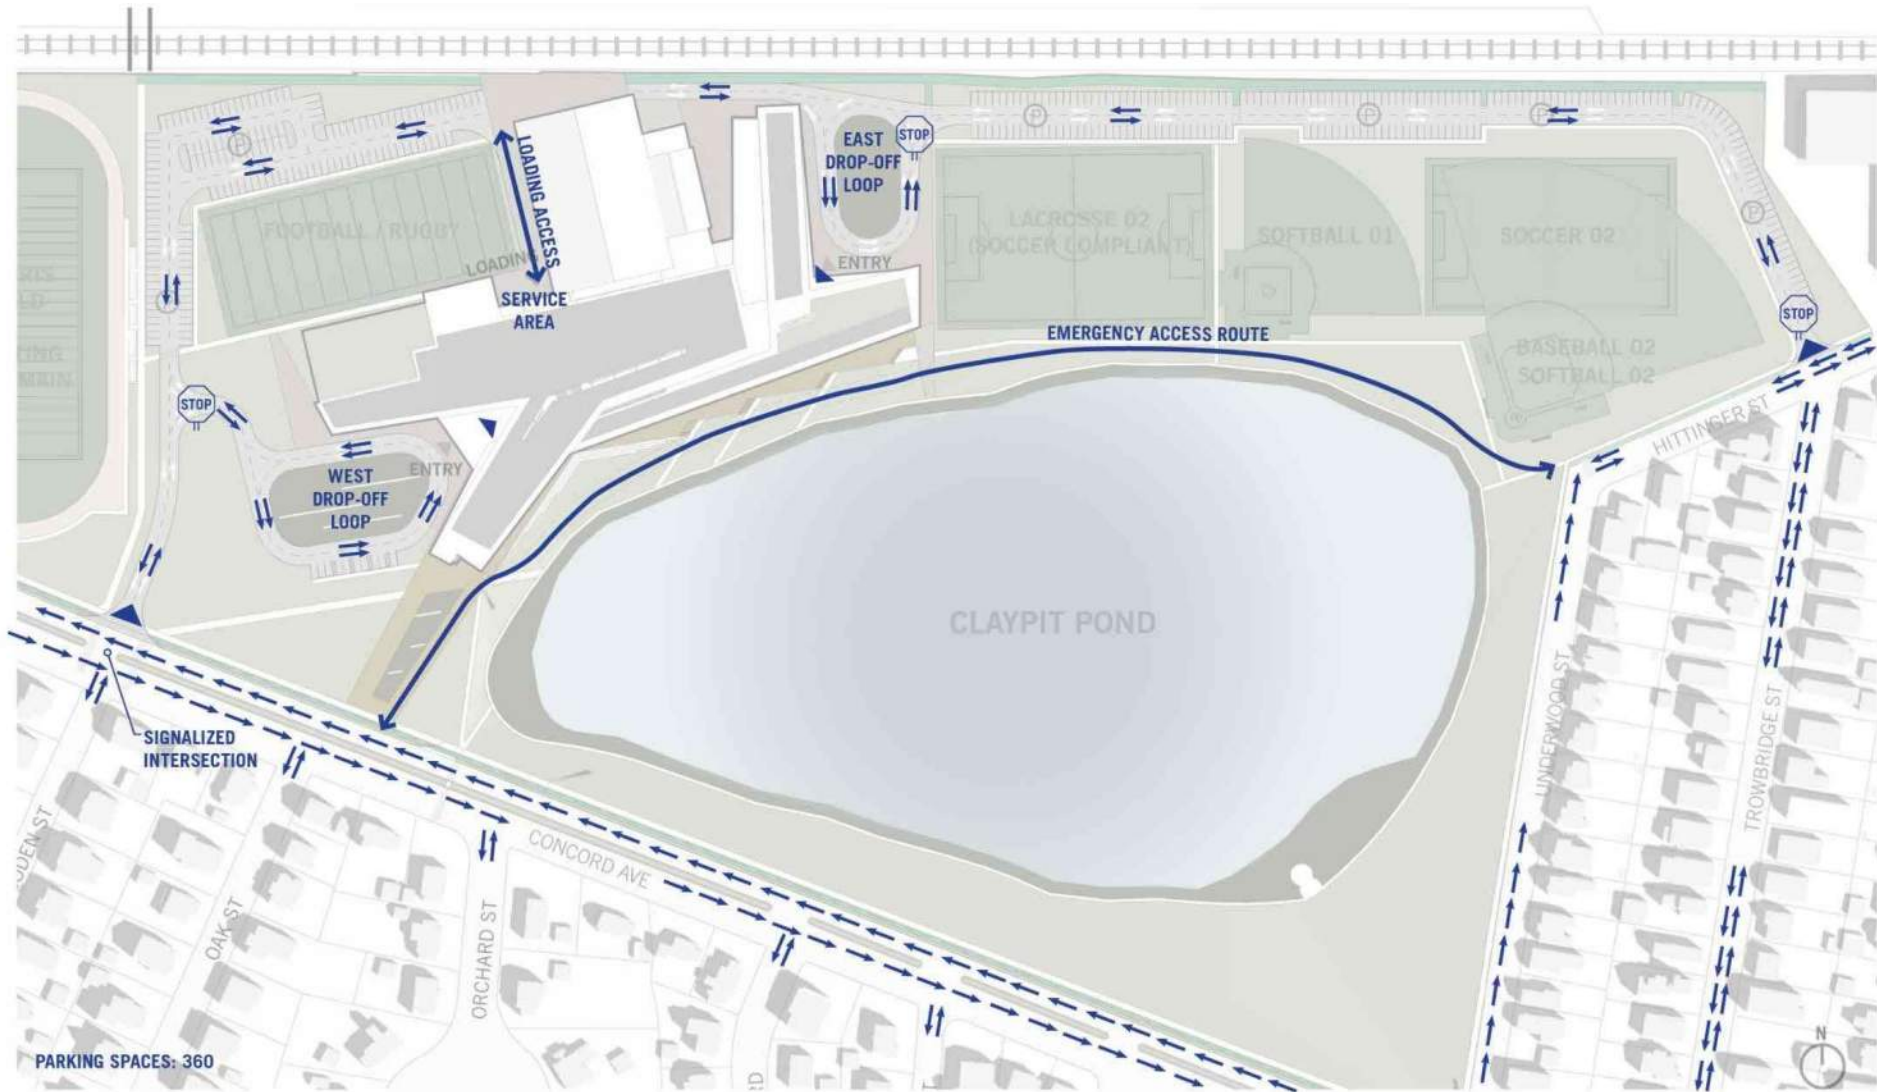 LOADING ACCESS
EAST
DROP-OFF
LOOP
STOP
P
P
P
P
P
FOOTBALL / RUGBY
LOADING
SERVICE
AREA
ENTRY
LACROSSE 02
(SOCCER COMPLIANT)
SOFTBALL 01
SOCCER 02
STOP
EMERGENCY ACCESS ROUTE
BASEBALL 02
SOFTBALL 02
STOP
HITTINGER ST
WEST
DROP-OFF
LOOP
ENTRY
CLAYPIT POND
UNDERWOOD ST
TROWBRIDGE ST
SIGNALIZED
INTERSECTION
CONCORD AVE
OAK ST
ORCHARD ST
PARKING SPACES: 360
N